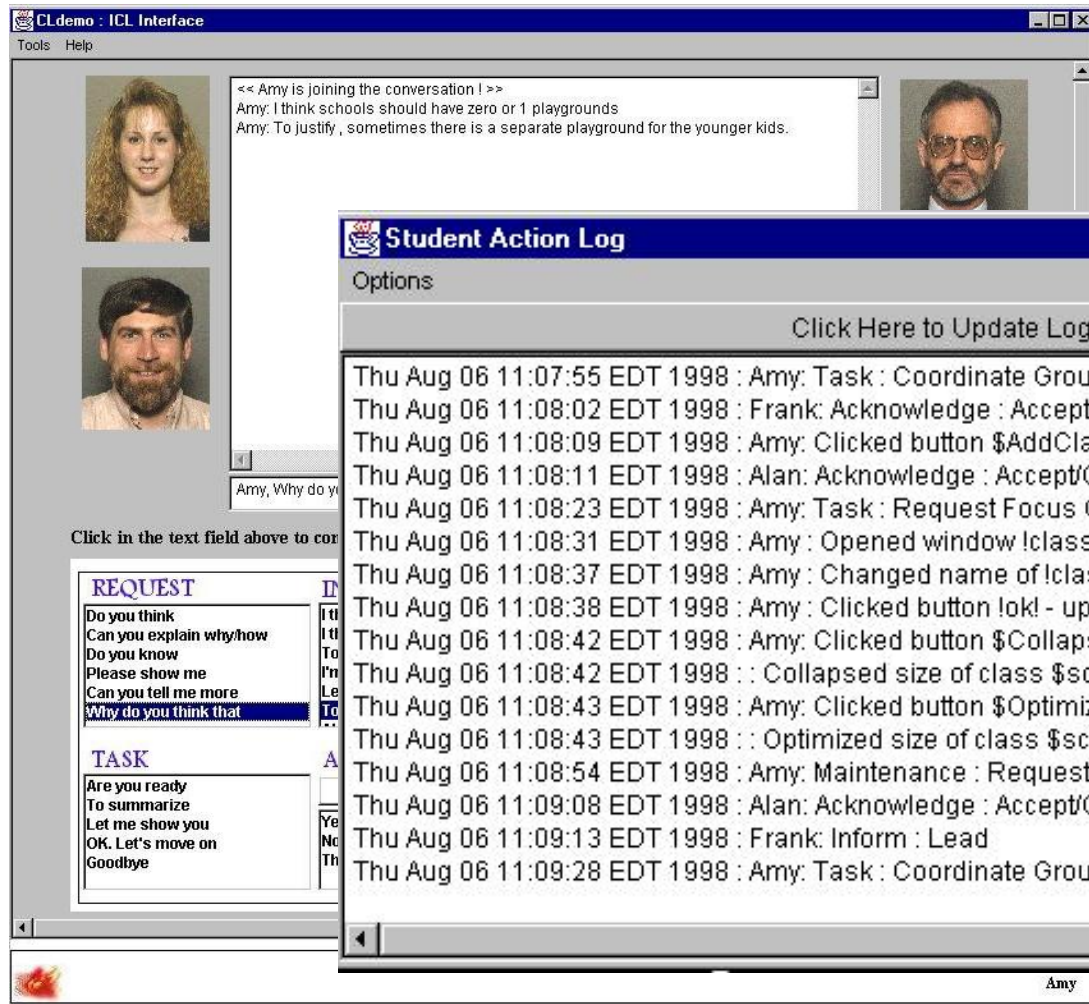 CLdemo : ICL Interface
Tools Help
<< Amy is joining the conversation ! >>
Amy: I think schools should have zero or 1 playgrounds
Amy: To justify , sometimes there is a separate playground for the younger kids.
Amy, Why do y
Click in the text field above to con
REQUEST
Do you think
Can you explain why/how
Do you know
Please show me
Can you tell me more
Why do you think that
IN
I th
I th
To
I'm
Le
To
TASK
Are you ready
To summarize
Let me show you
OK. Let's move on
Goodbye
A
Ye
No
Th
Student Action Log
Options
Click Here to Update Log
Thu Aug 06 11:07:55 EDT 1998 : Amy: Task : Coordinate Grou
Thu Aug 06 11:08:02 EDT 1998 : Frank: Acknowledge : Accept
Thu Aug 06 11:08:09 EDT 1998 : Amy: Clicked button $AddCla
Thu Aug 06 11:08:11 EDT 1998 : Alan: Acknowledge : Accept/
Thu Aug 06 11:08:23 EDT 1998 : Amy: Task : Request Focus
Thu Aug 06 11:08:31 EDT 1998 : Amy : Opened window !class
Thu Aug 06 11:08:37 EDT 1998 : Amy : Changed name of !clas
Thu Aug 06 11:08:38 EDT 1998 : Amy : Clicked button !ok! - up
Thu Aug 06 11:08:42 EDT 1998 : Amy: Clicked button $Collaps
Thu Aug 06 11:08:42 EDT 1998 : : Collapsed size of class $sc
Thu Aug 06 11:08:43 EDT 1998 : Amy: Clicked button $Optimiz
Thu Aug 06 11:08:43 EDT 1998 : : Optimized size of class $sc
Thu Aug 06 11:08:54 EDT 1998 : Amy: Maintenance : Request
Thu Aug 06 11:09:08 EDT 1998 : Alan: Acknowledge : Accept/
Thu Aug 06 11:09:13 EDT 1998 : Frank: Inform : Lead
Thu Aug 06 11:09:28 EDT 1998 : Amy: Task : Coordinate Grou
Amy